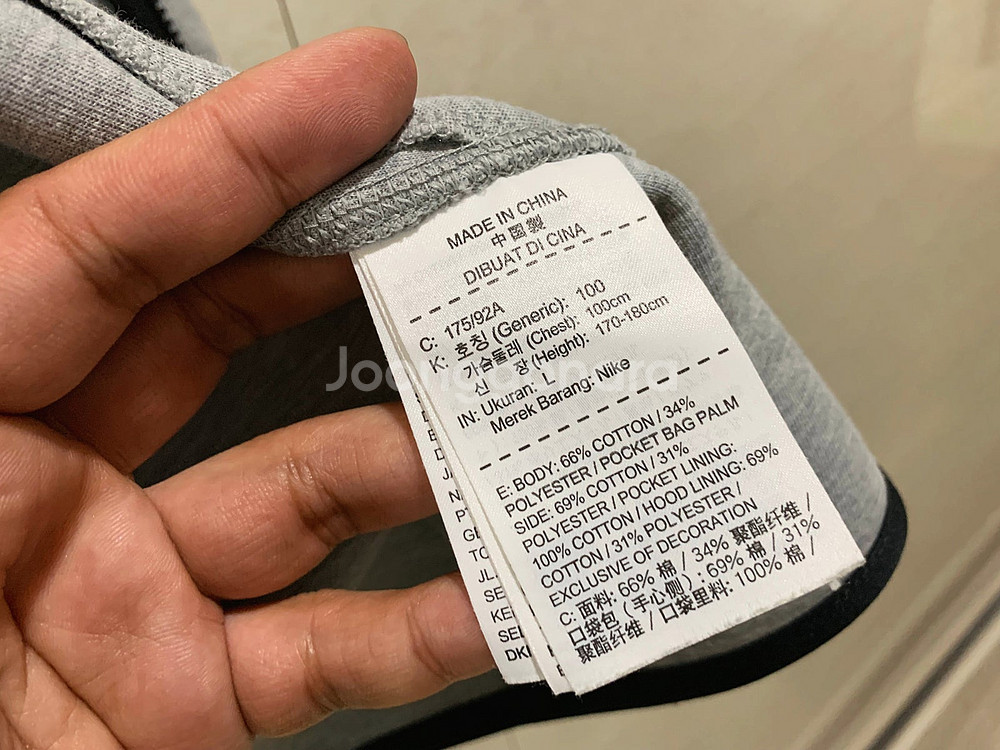 MADE IN CHINA
中國製
DIBUAT DI CINA
C: 175/92A
K: 호칭 (Generic): 100
가슴둘레 (Chest): 100cm
신 장 (Height): 170-180cm
IN: Ukuran: L
Merek Barang: Nike
E: BODY: 66% COTTON / 34%
POLYESTER / POCKET BAG PALM
SIDE: 69% COTTON / 31%
POLYESTER / POCKET LINING:
100% COTTON / HOOD LINING: 69%
COTTON / 31% POLYESTER /
EXCLUSIVE OF DECORATION
C: 面料: 66% 棉 / 34% 聚酯纤维 /
口袋包 (手心侧) : 69% 棉 / 31%
聚酯纤维 / 口袋里料: 100% 棉 /
Joonggonara